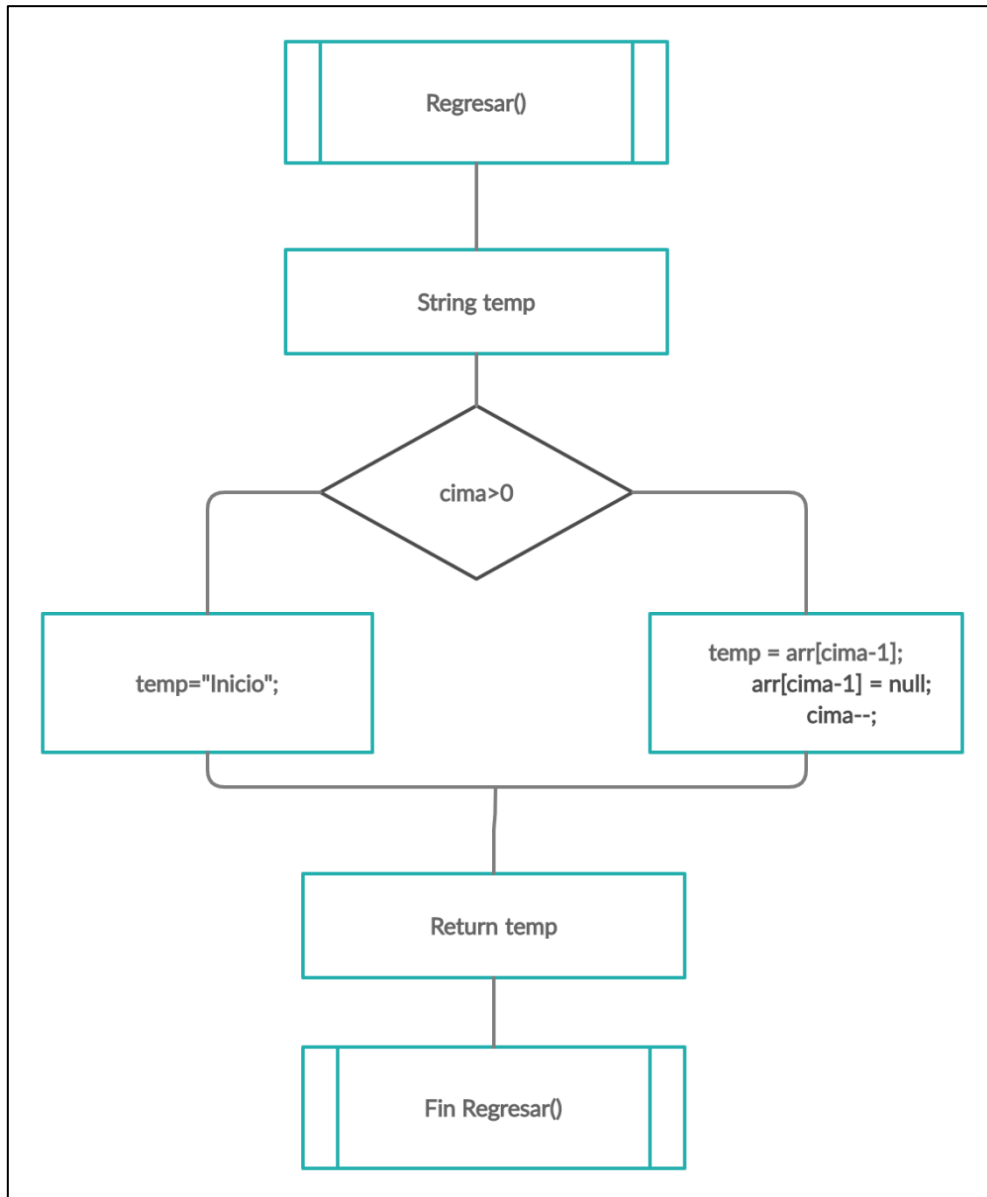 Regresar()
String temp
cima>0
temp="Inicio";
temp = arr[cima-1];
arr[cima-1] = null;
cima--;
Return temp
Fin Regresar()